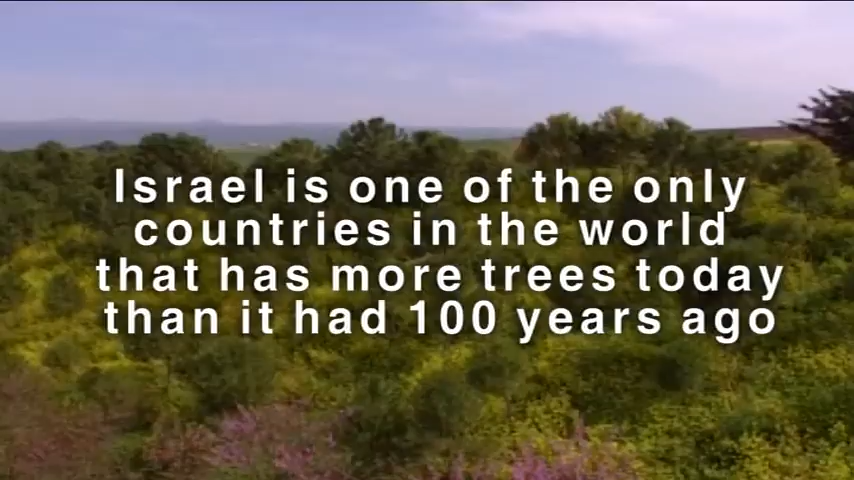 Israel is one of the only
countries in the world
that has more trees today
than it had 100 years ago